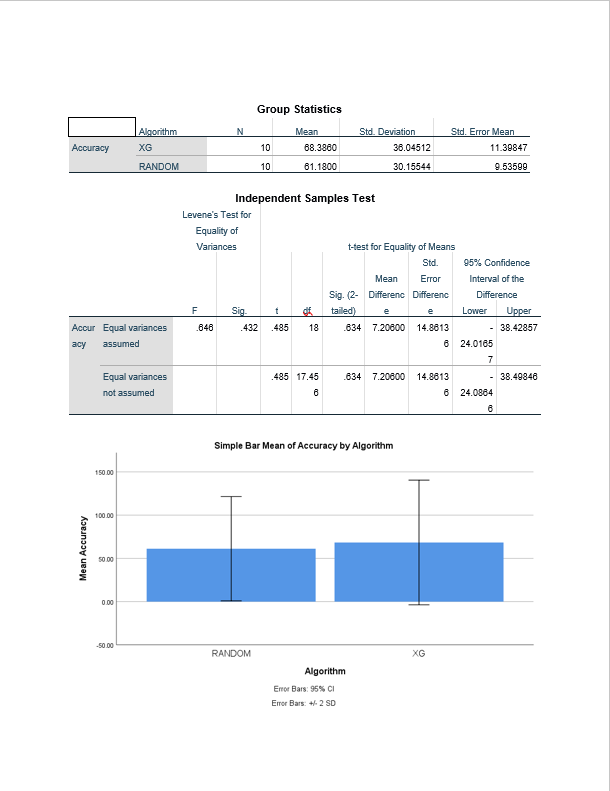 Group Statistics
Algorithm N Mean Std. Deviation Std. Error Mean
Accuracy XG 10 68.3860 36.04512 11.39847
RANDOM 10 61.1800 30.15544 9.53599
Independent Samples Test
Levene's Test for
Equality of
Variances t-test for Equality of Means
Std. 95% Confidence
Mean Error Interval of the
Sig. (2- Differenc Differenc Difference
F Sig. t df tailed) e e Lower Upper
Accur Equal variances .646 .432 .485 18 .634 7.20600 14.8613 - 38.42857
acy assumed 6 24.0165
7
Equal variances .485 17.45 .634 7.20600 14.8613 - 38.49846
not assumed 6 6 24.0864
6
Simple Bar Mean of Accuracy by Algorithm
150.00
100.00
50.00
0.00
-50.00
Mean Accuracy
RANDOM XG
Algorithm
Error Bars: 95% CI
Error Bars: +/- 2 SD